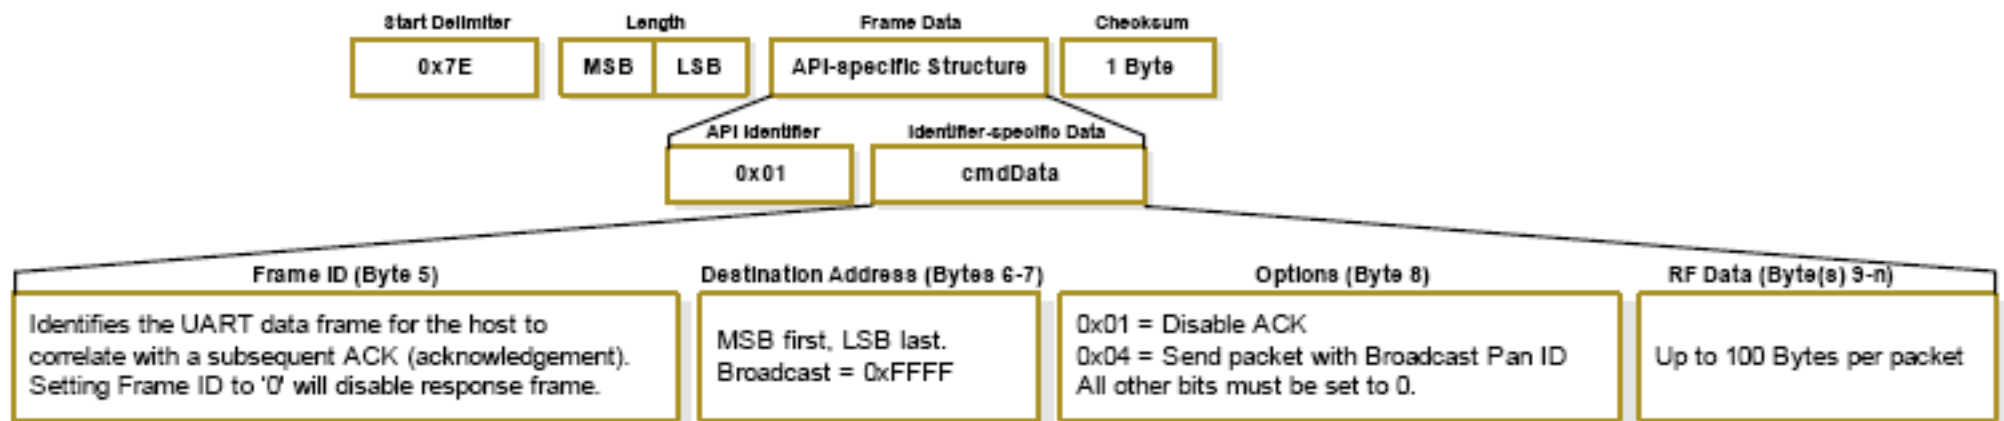 Start Delimiter Length Frame Data Checksum
0x7E MSB LSB API-specific Structure 1 Byte
API Identifier Identifier-specific Data
0x01 cmdData
Frame ID (Byte 5) Destination Address (Bytes 6-7) Options (Byte 8) RF Data (Byte(s) 9-n)
Identifies the UART data frame for the host to
correlate with a subsequent ACK (acknowledgement).
Setting Frame ID to '0' will disable response frame.
MSB first, LSB last.
Broadcast = 0xFFFF
0x01 = Disable ACK
0x04 = Send packet with Broadcast Pan ID
All other bits must be set to 0.
Up to 100 Bytes per packet